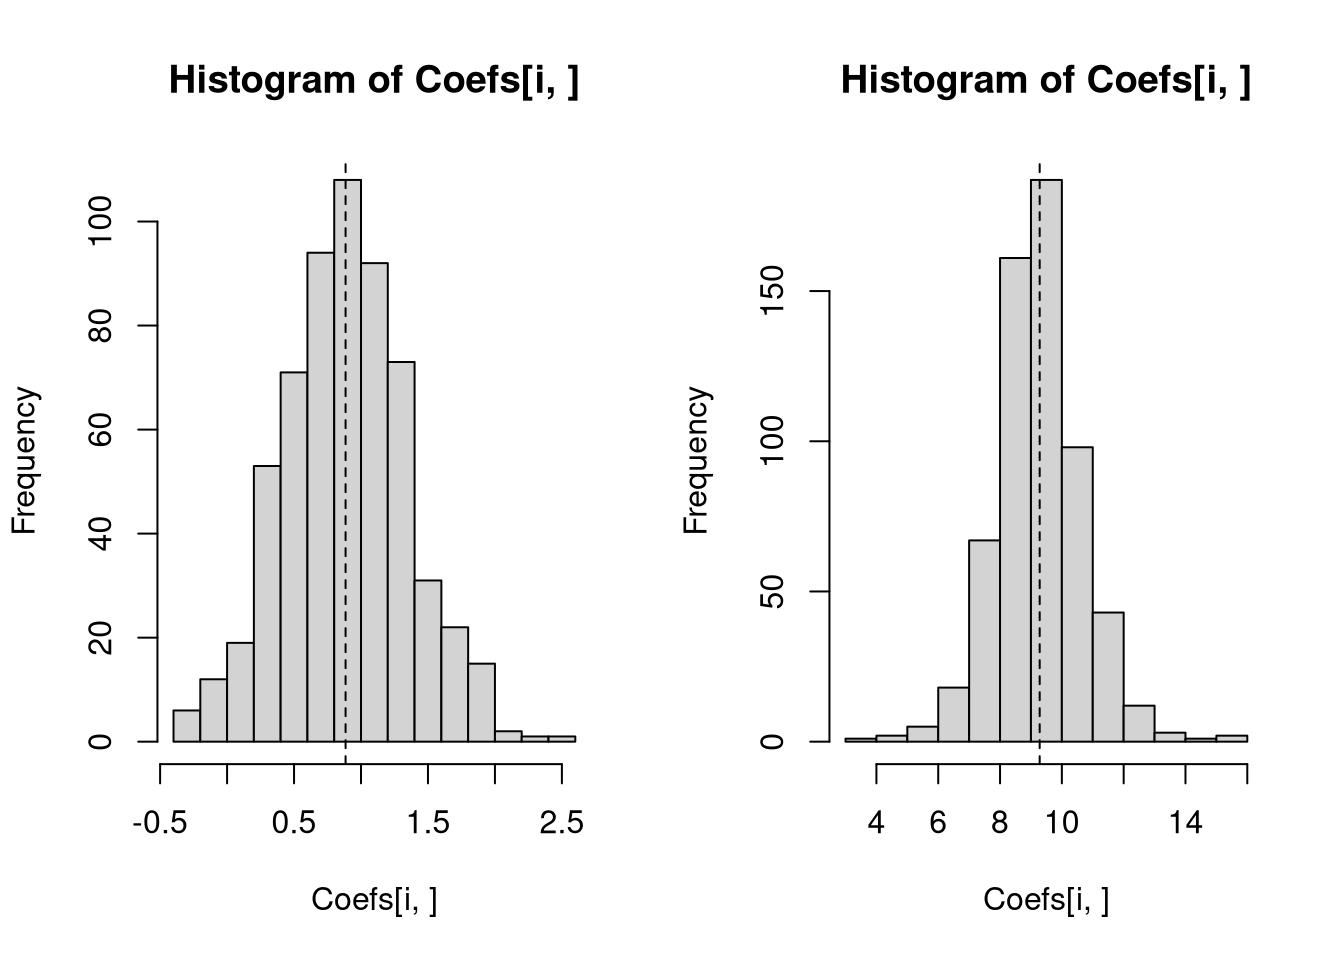 Histogram of Coefs[i, ]
Frequency
100
80
60
40
20
0
-0.5 0.5 1.5 2.5
Coefs[i, ]
Histogram of Coefs[i, ]
Frequency
150
100
50
0
4 6 8 10 14
Coefs[i, ]